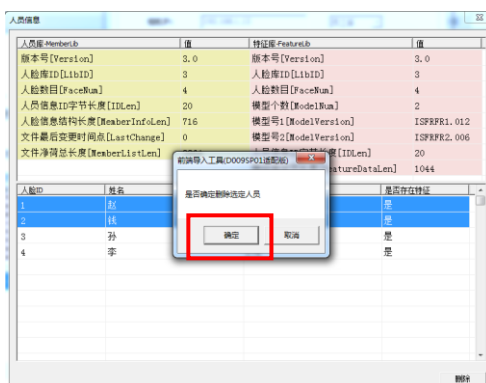 人员信息
人员库-MemberLib 值 特征库-FeatureLib 值
版本号[Version] 3.0 版本号[Version] 3.0
人脸库ID[LibID] 3 人脸库ID[LibID] 3
人脸数目[FaceNum] 4 人脸数目[FaceNum] 4
人员信息ID字节长度[IDLen] 20 模型个数[ModelNum] 2
人脸信息结构长度[MemberInfoLen] 716 模型号1[ModelVersion] ISFRFR1.012
文件最后变更时间点[LastChange] 0 模型号2[ModelVersion] ISFRFR2.006
文件净荷总长度[MemberListLen] [IDLen] 20
前端导入工具(D009SP01适配板)
eatureDataLen] 1044
是否确定删除选定人员
人脸ID 姓名 是否存在特征
1 赵 是
2 钱 是
3 孙 是
4 李 是
确定 取消
删除